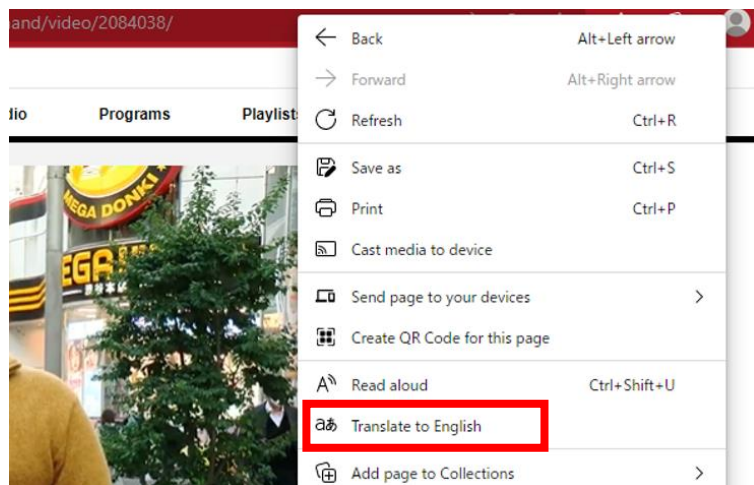 and/video/2084038/
Back Alt+Left arrow
Forward Alt+Right arrow
dio Programs Playlist
Refresh Ctrl+R
Save as Ctrl+S
MEGA DONKI
Print Ctrl+P
Cast media to device
Send page to your devices
Create QR Code for this page
Read aloud Ctrl+Shift+U
aあ Translate to English
Add page to Collections